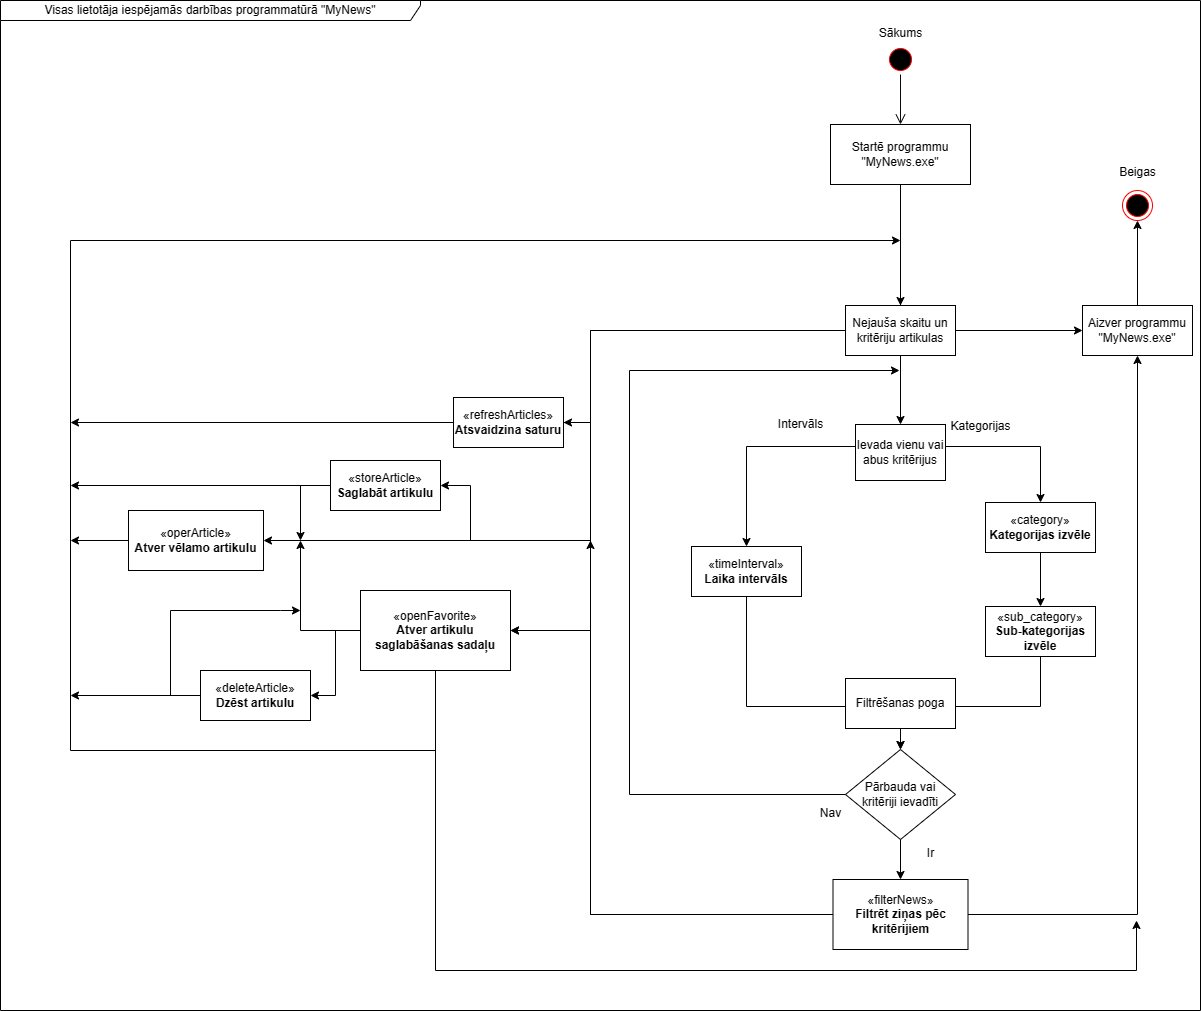 Visas lietotāja iespējamās darbības programmatūrā "MyNews"
Sākums
Startē programmu
"MyNews.exe"
Beigas
Nejauša skaitu un
kritēriju artikulas
Aizver programmu
"MyNews.exe"
«refreshArticles»
Atsvaidzina saturu
Intervāls
Kategorijas
Ievada vienu vai
abus kritērijus
«storeArticle»
Saglabāt artikulu
«operArticle»
Atver vēlamo artikulu
«category»
Kategorijas izvēle
«timeInterval»
Laika intervāls
«openFavorite»
Atver artikulu
saglabāšanas sadaļu
«sub_category»
Sub-kategorijas
izvēle
«deleteArticle»
Dzēst artikulu
Filtrēšanas poga
Pārbauda vai
kritēriji ievadīti
Nav
Ir
«filterNews»
Filtrēt ziņas pēc
kritērijiem